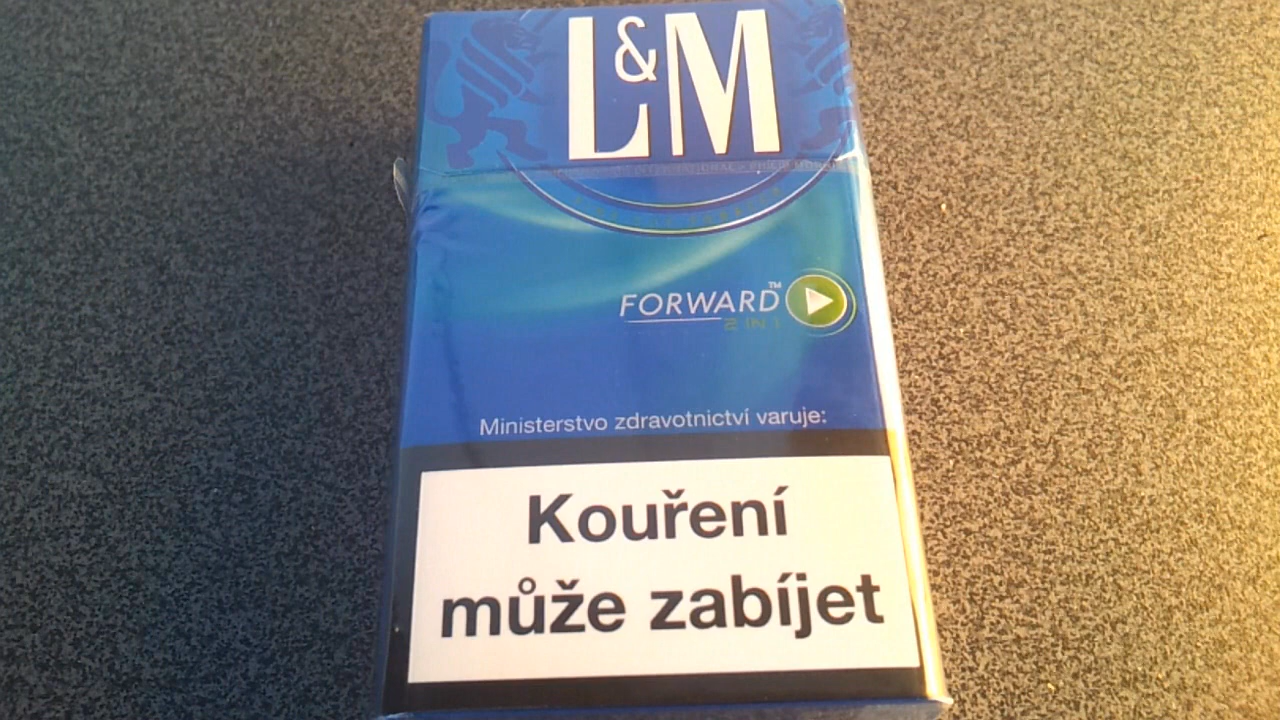 L&M
FORWARD™
2 IN 1
Ministerstvo zdravotnictví varuje:
Kouření
může zabíjet